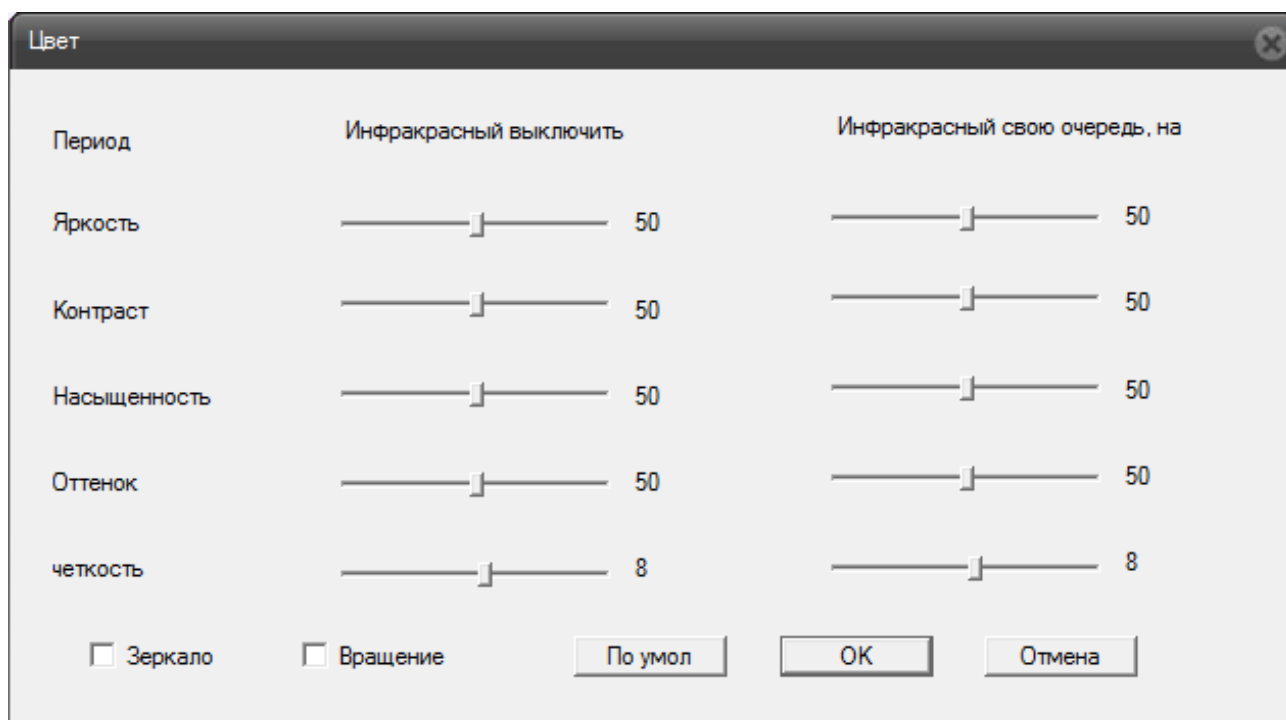 Цвет
Период Инфракрасный выключить Инфракрасный свою очередь, на
Яркость 50 50
Контраст 50 50
Насыщенность 50 50
Оттенок 50 50
четкость 8 8
Зеркало Вращение По умол OK Отмена